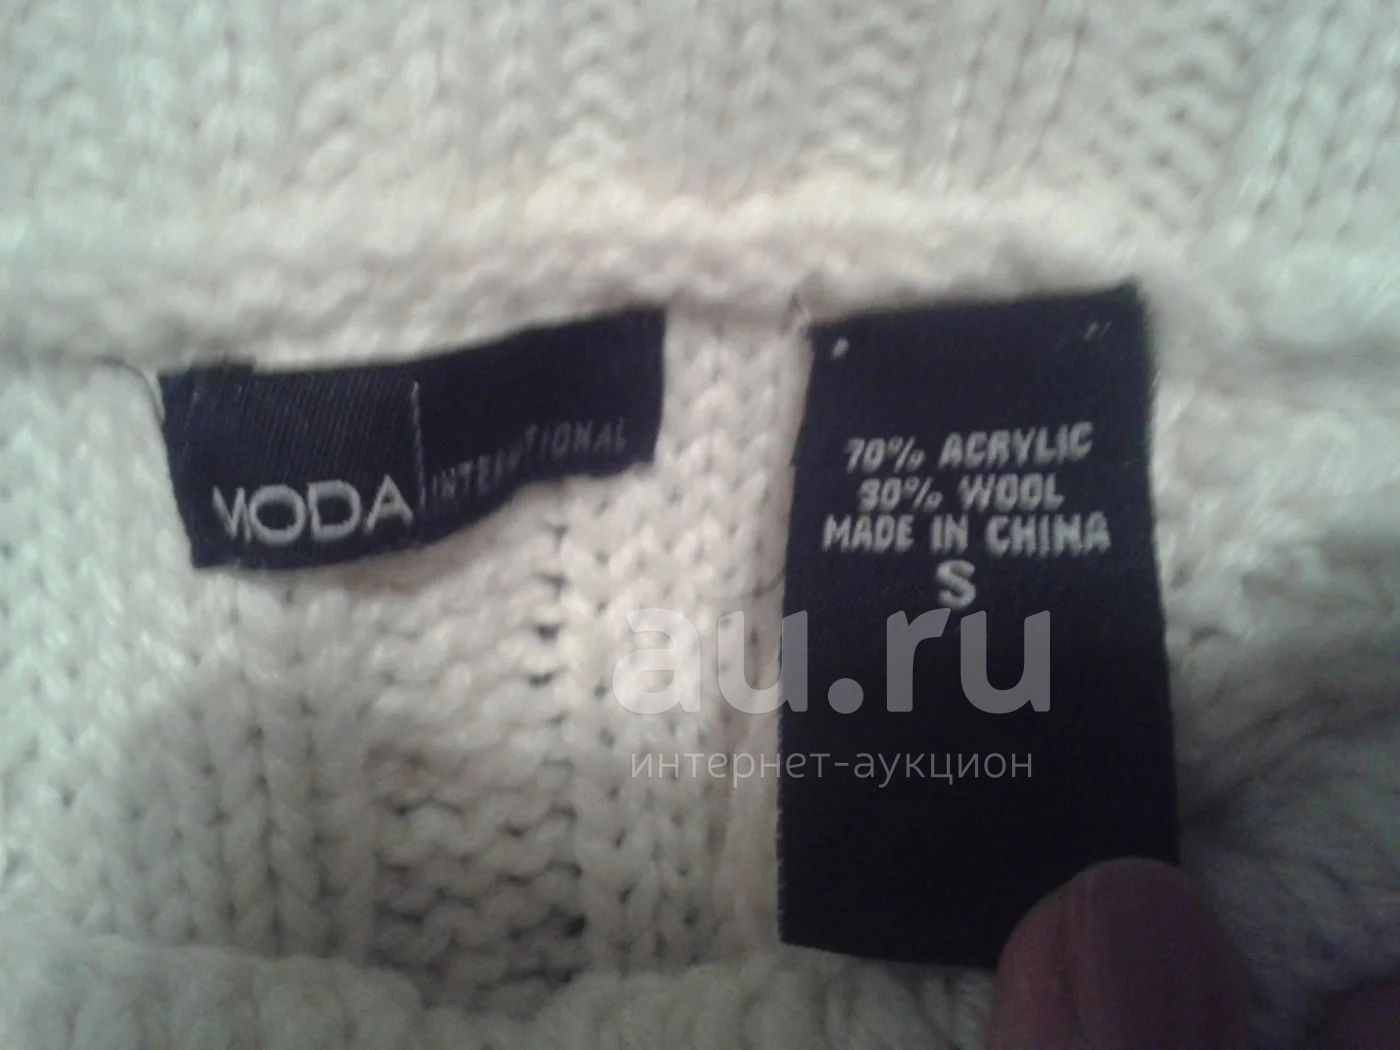 MODA INTERNATIONAL
70% ACRYLIC
30% WOOL
MADE IN CHINA
S
au.ru
интернет-аукцион